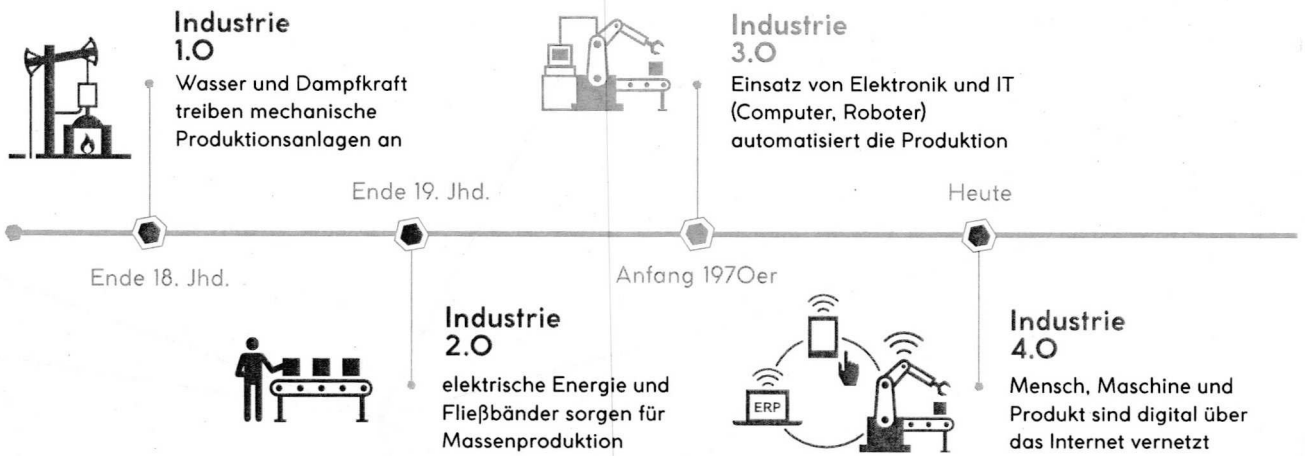 Industrie
1.0
Wasser und Dampfkraft
treiben mechanische
Produktionsanlagen an
Industrie
3.0
Einsatz von Elektronik und IT
(Computer, Roboter)
automatisiert die Produktion
Ende 19. Jhd.
Heute
Ende 18. Jhd.
Anfang 1970er
Industrie
2.0
elektrische Energie und
Fließbänder sorgen für
Massenproduktion
ERP
Industrie
4.0
Mensch, Maschine und
Produkt sind digital über
das Internet vernetzt